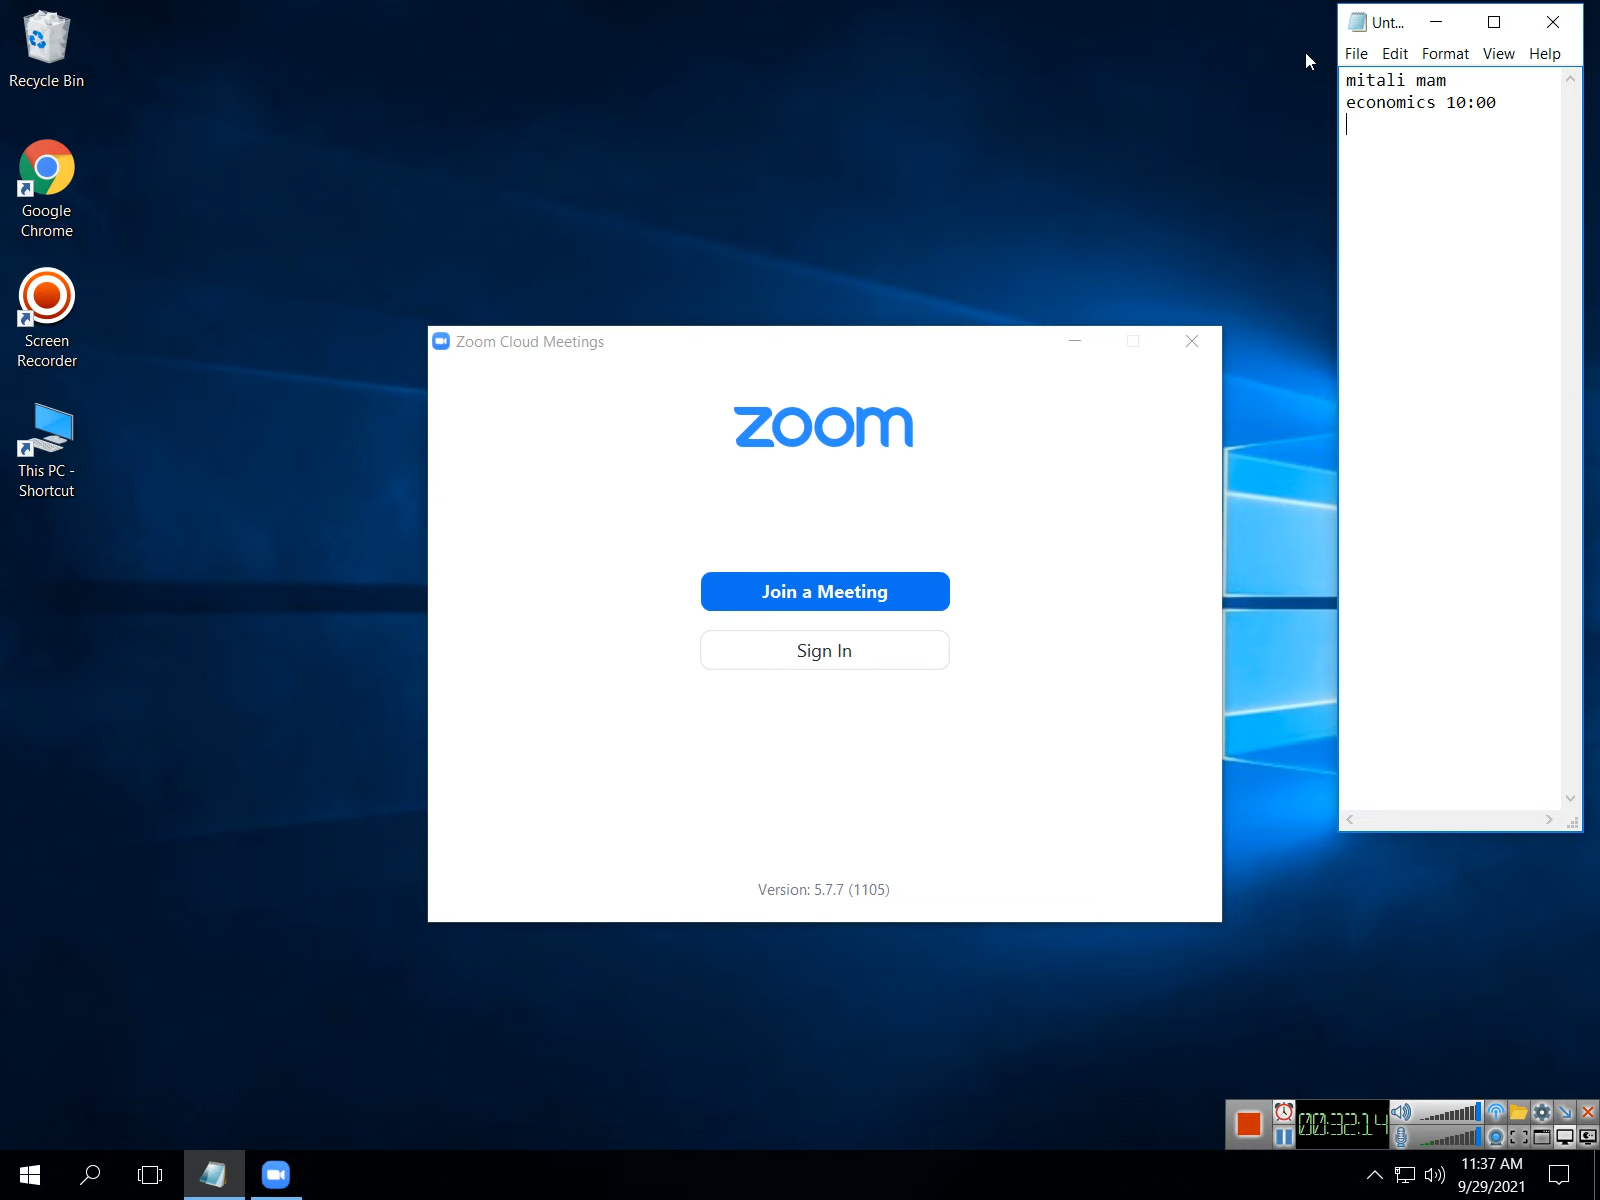 Recycle Bin
Google
Chrome
Screen
Recorder
This PC -
Shortcut
Zoom Cloud Meetings
zoom
Join a Meeting
Sign In
Version: 5.7.7 (1105)
Unt...
File Edit Format View Help
mitali mam
economics 10:00
00:32:14
11:37 AM
9/29/2021